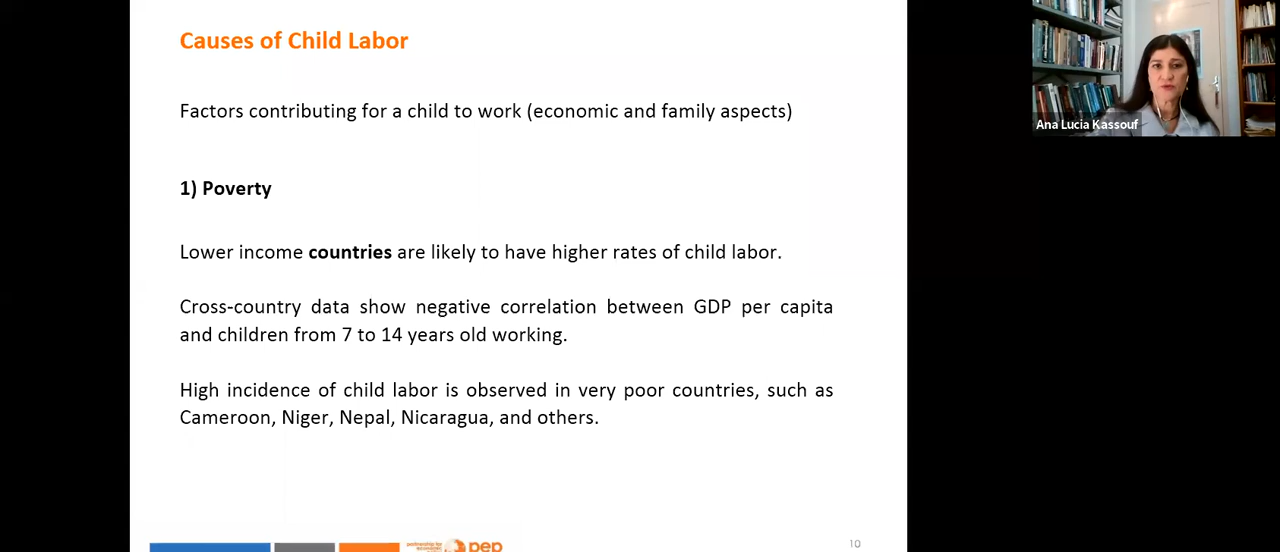 Causes of Child Labor
Ana Lucia Kassouf
Factors contributing for a child to work (economic and family aspects)
1) Poverty
Lower income countries are likely to have higher rates of child labor.
Cross-country data show negative correlation between GDP per capita
and children from 7 to 14 years old working.
High incidence of child labor is observed in very poor countries, such as
Cameroon, Niger, Nepal, Nicaragua, and others.
partnership for
economic
pep
10